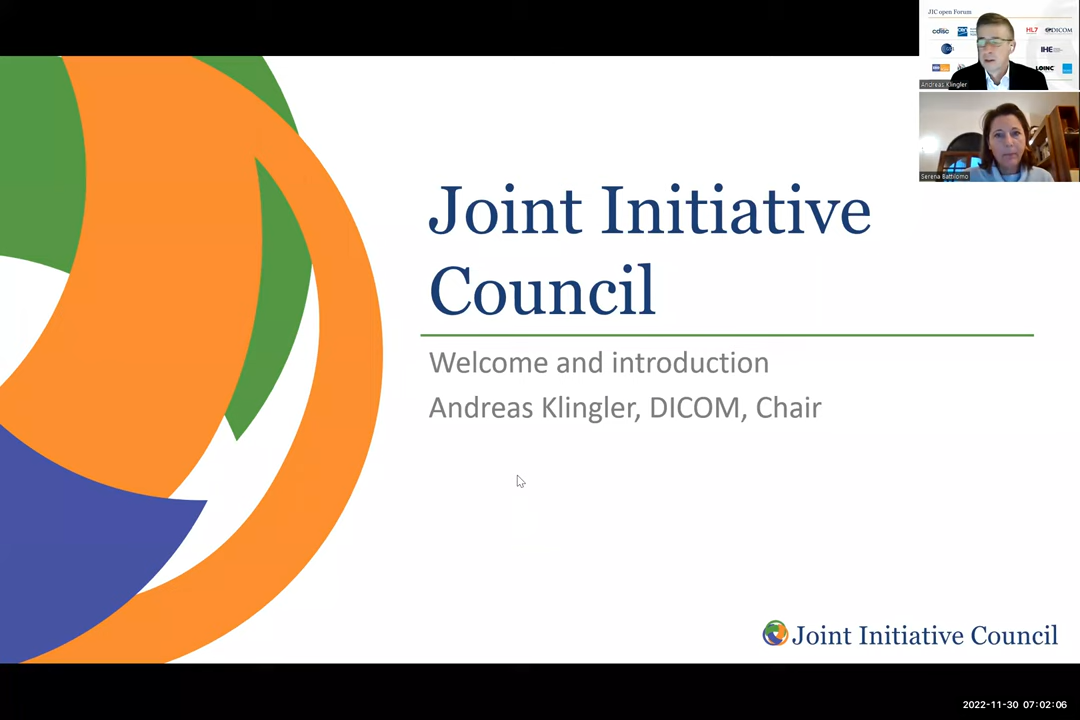 JIC open Forum
cdisc
HL7
DICOM
GS1
IHE
LOINC
Andreas Klingler
Serena Battilomo
Joint Initiative
Council
Welcome and introduction
Andreas Klingler, DICOM, Chair
Joint Initiative Council
2022-11-30 07:02:06